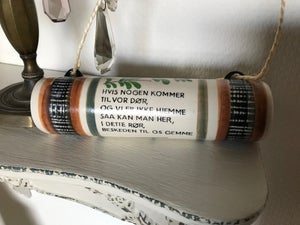 HVIS NOGEN KOMMER
TIL VOR DØR,
OG VI ER IKKE HJEMME
SAA KAN MAN HER,
I DETTE RØR,
BESKEDEN TIL OS GEMME